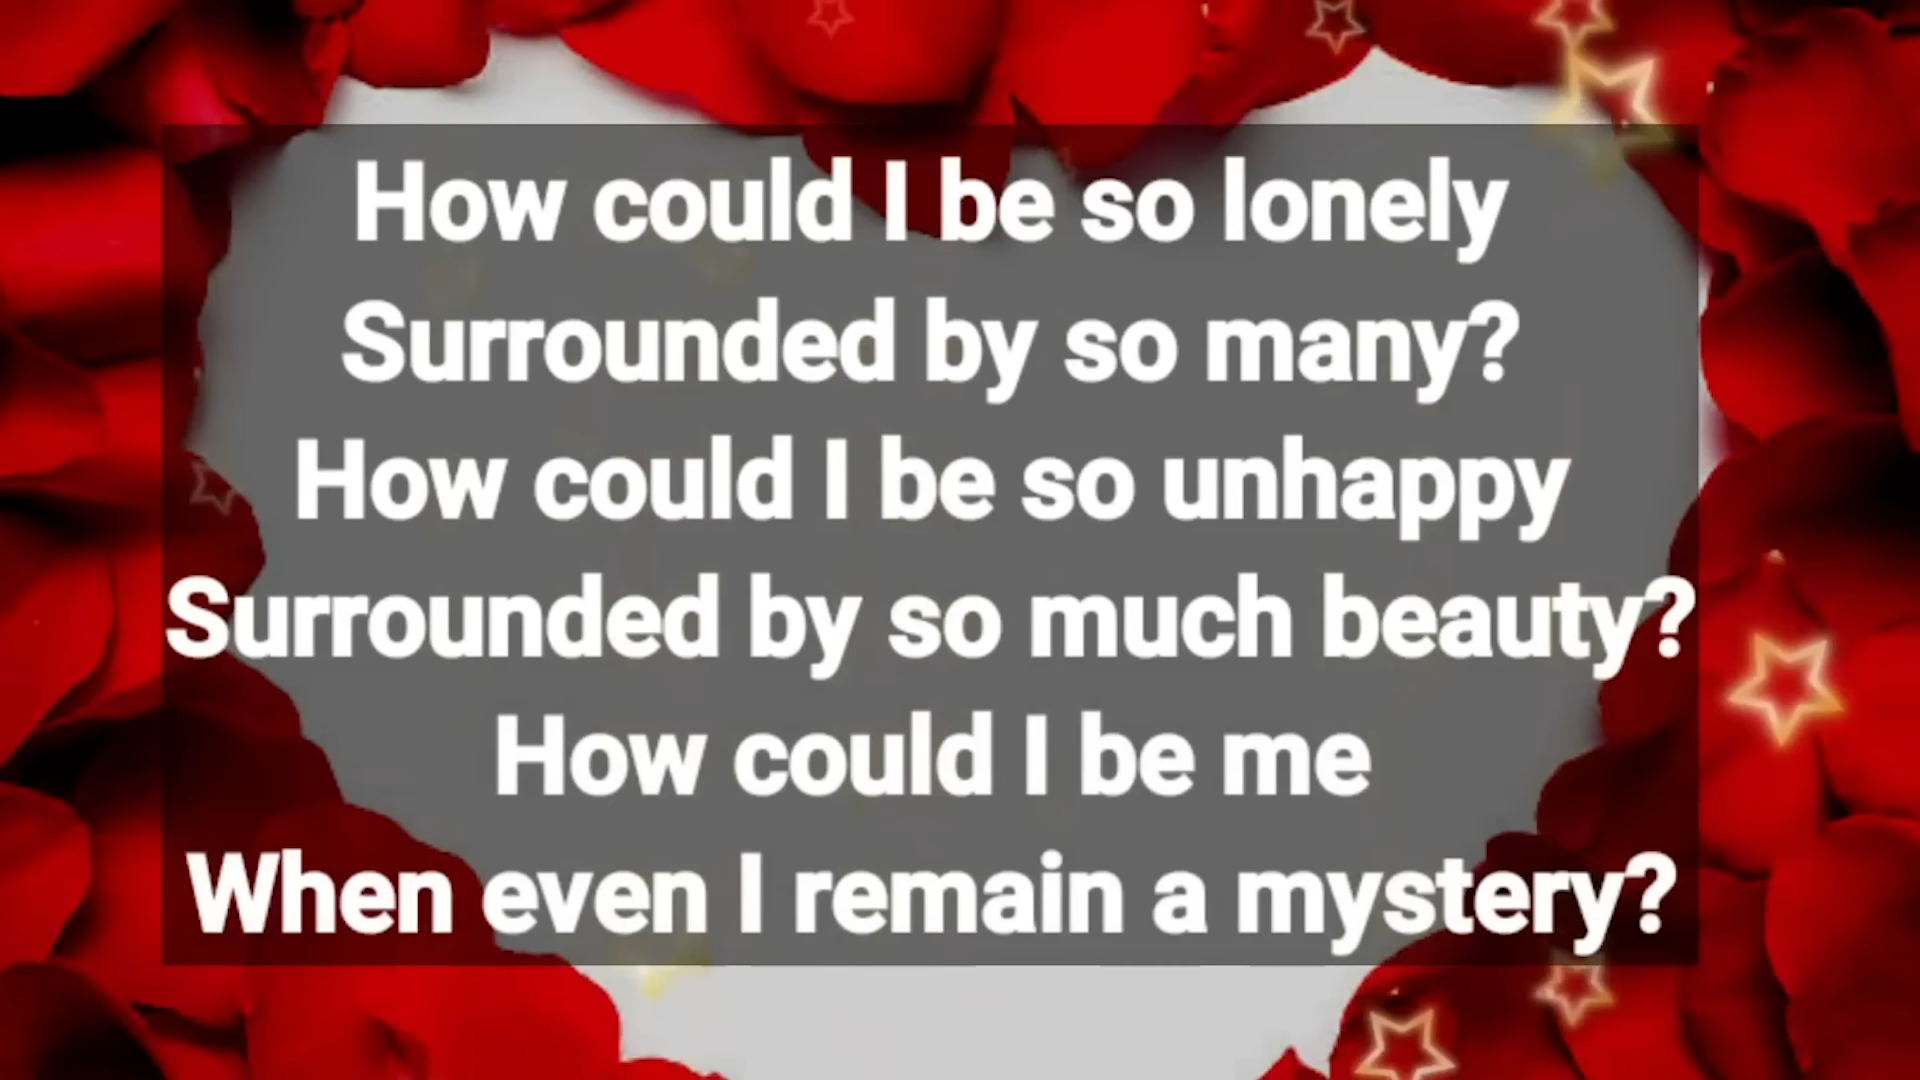 How could I be so lonely
Surrounded by so many?
How could I be so unhappy
Surrounded by so much beauty?
How could I be me
When even I remain a mystery?